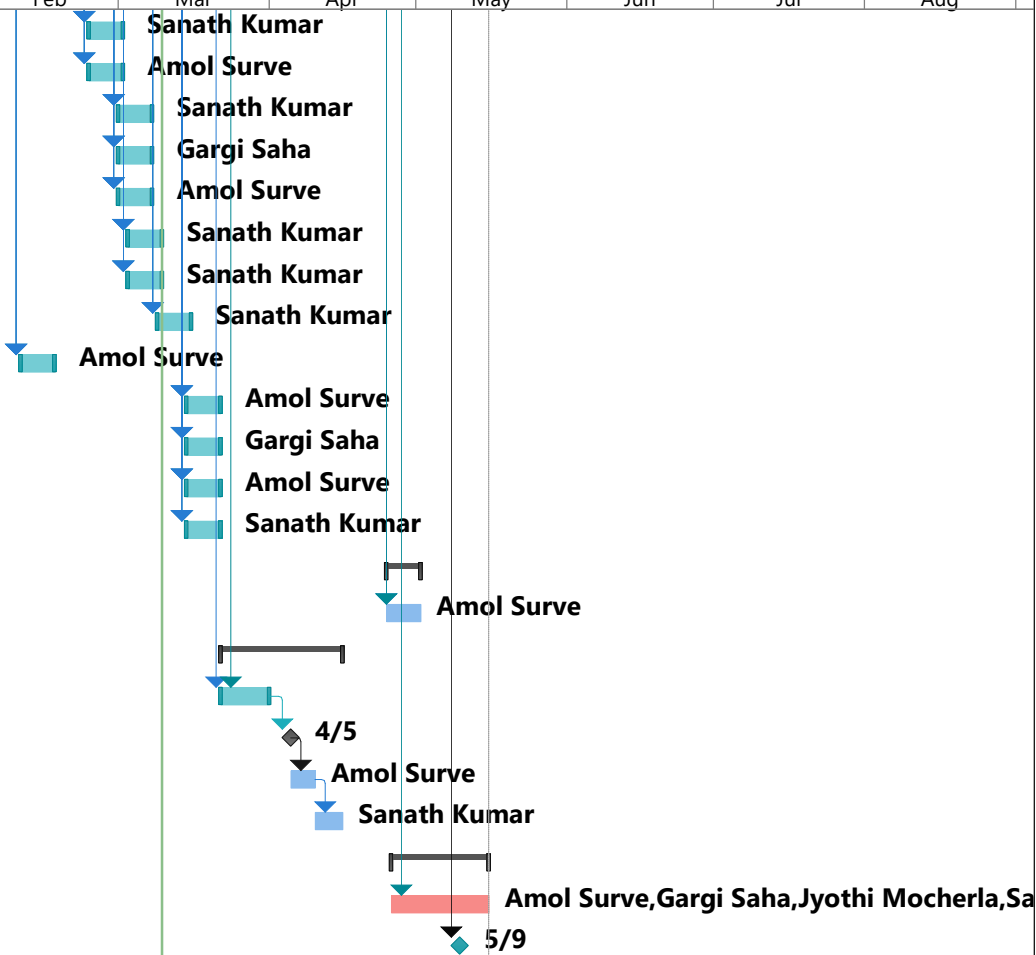 Feb Mar Apr May Jun Jul Aug
Sanath Kumar
Amol Surve
Sanath Kumar
Gargi Saha
Amol Surve
Sanath Kumar
Sanath Kumar
Sanath Kumar
Amol Surve
Amol Surve
Gargi Saha
Amol Surve
Sanath Kumar
Amol Surve
4/5
Amol Surve
Sanath Kumar
Amol Surve,Gargi Saha,Jyothi Mocherla,Sa
5/9